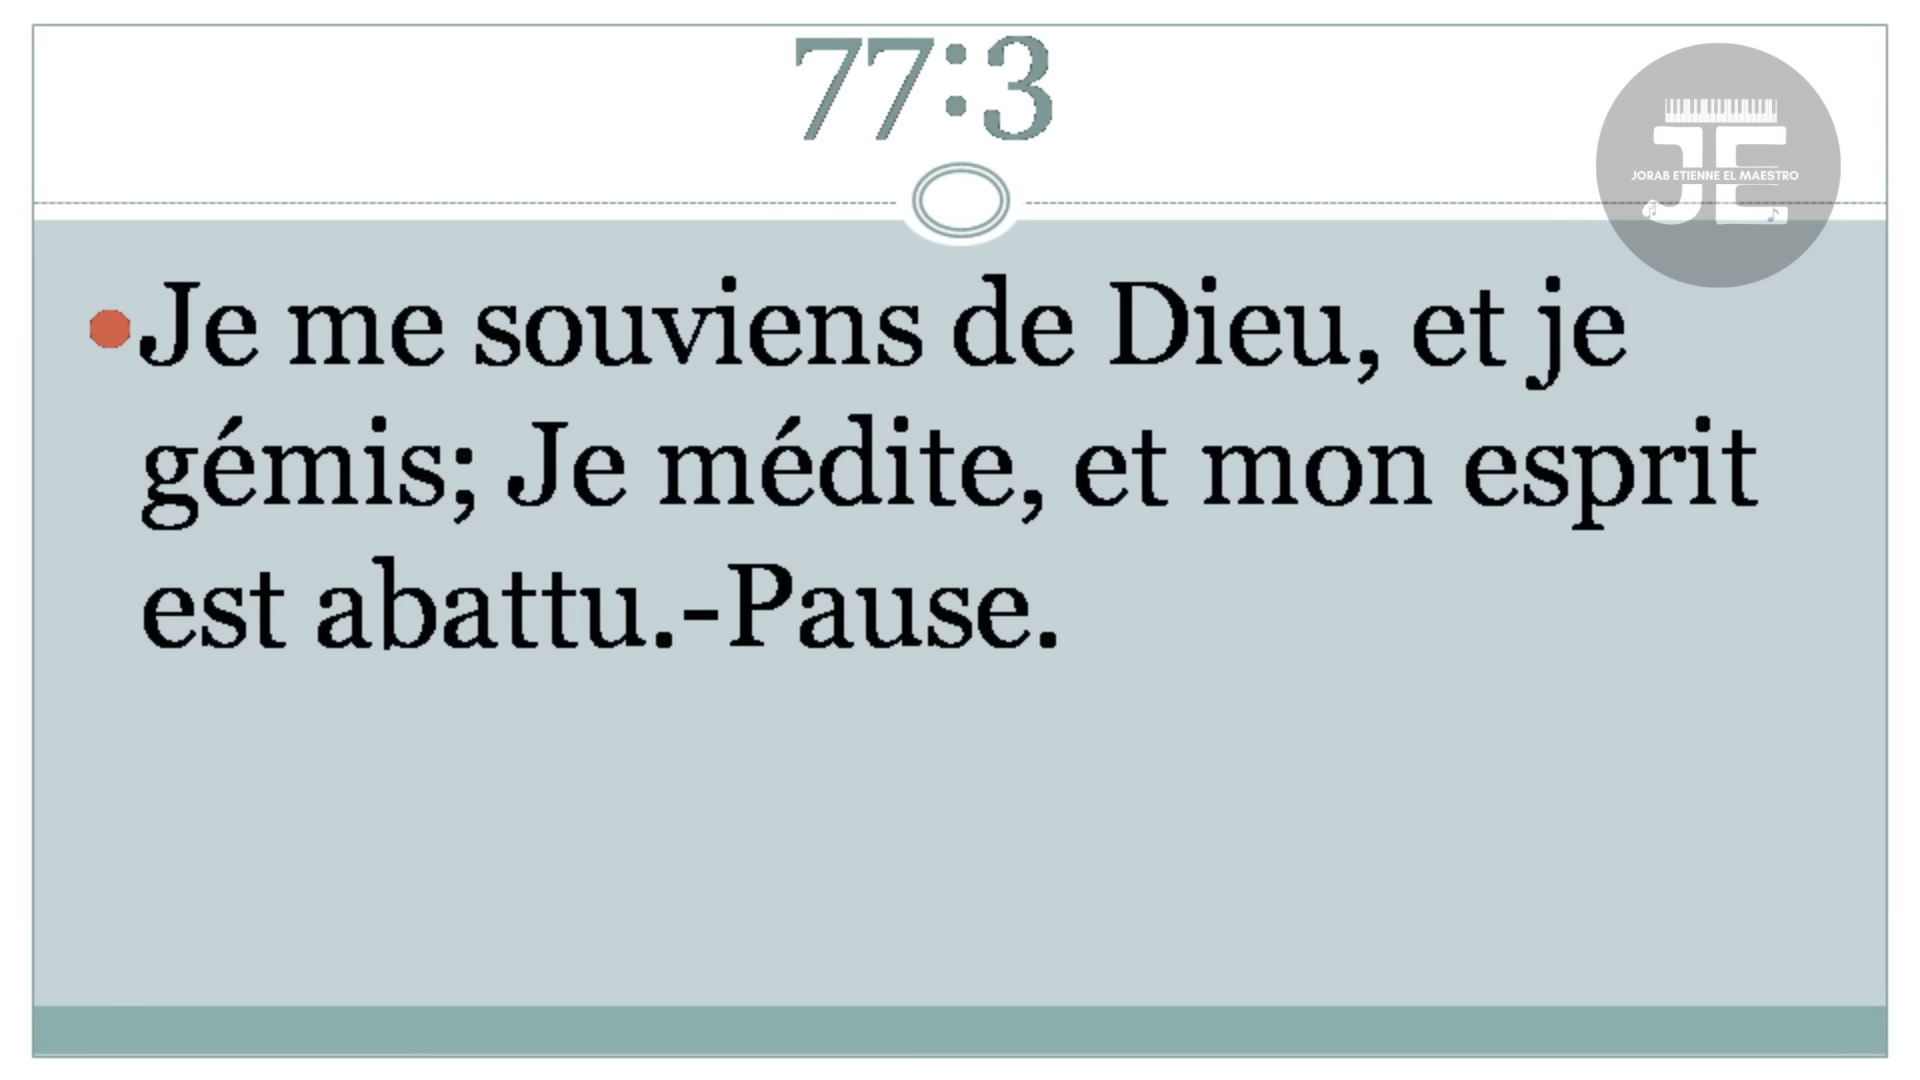 77:3
JE
JORAB ETIENNE EL MAESTRO
•Je me souviens de Dieu, et je
gémis; Je médite, et mon esprit
est abattu.-Pause.